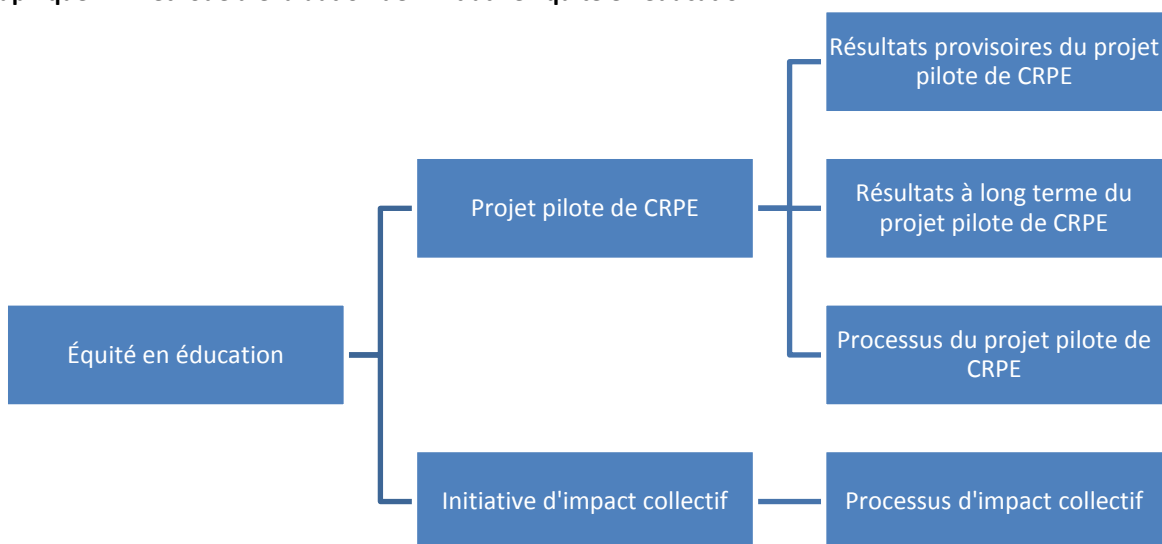 Résultats provisoires du projet
pilote de CRPE
Projet pilote de CRPE
Résultats à long terme du
projet pilote de CRPE
Équité en éducation
Processus du projet pilote de
CRPE
Initiative d'impact collectif
Processus d'impact collectif